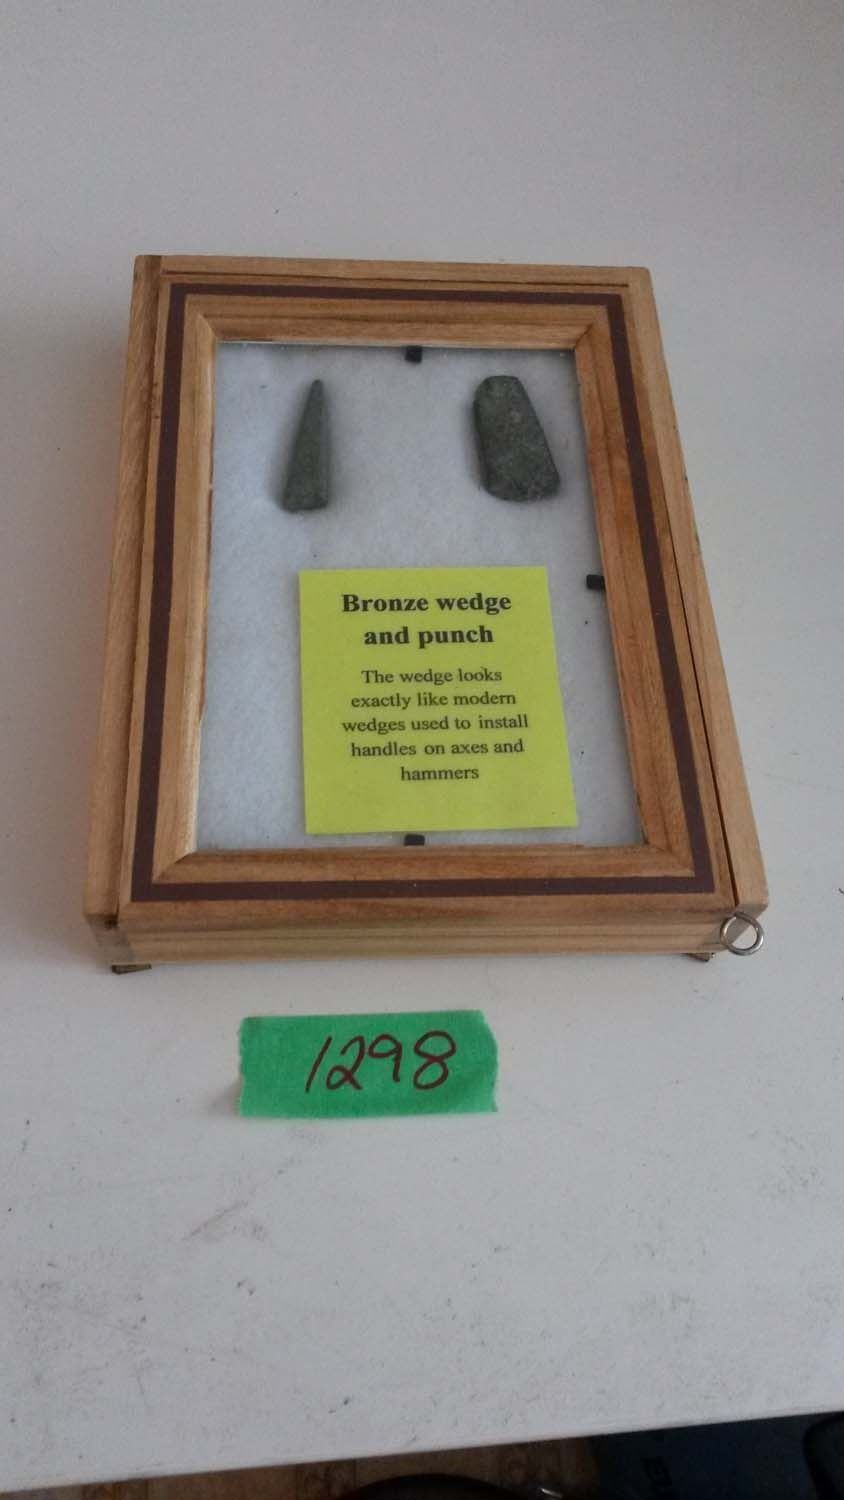 Bronze wedge
and punch
The wedge looks
exactly like modern
wedges used to install
handles on axes and
hammers
1298